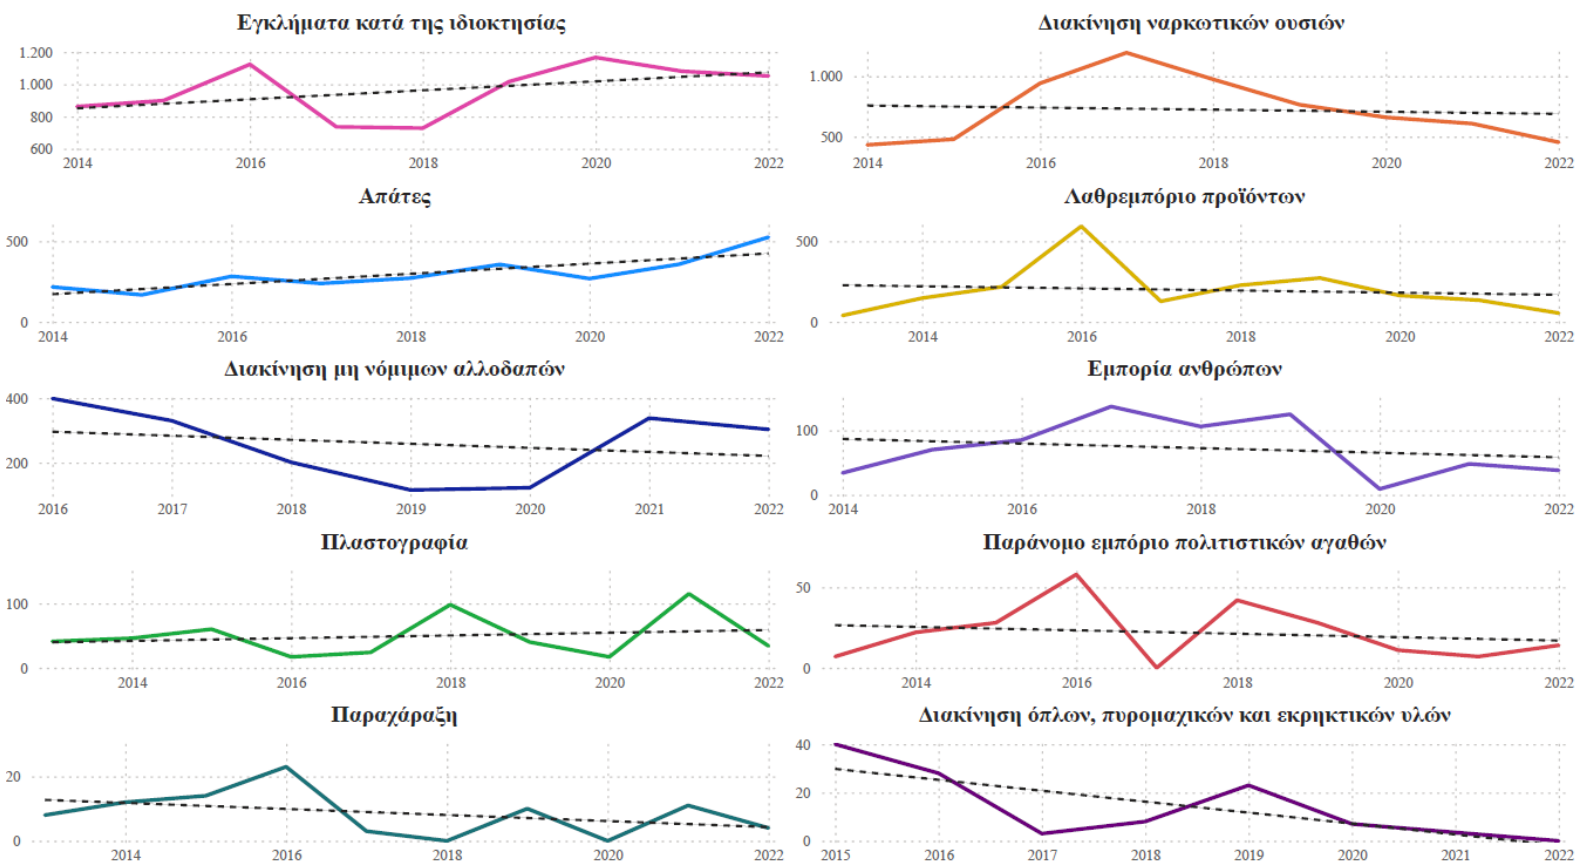 Εγκλήματα κατά της ιδιοκτησίας
1.200
1.000
800
600
2014 2016 2018 2020 2022
Διακίνηση ναρκωτικών ουσιών
1.000
500
2014 2016 2018 2020 2022
Απάτες
500
0
2014 2016 2018 2020 2022
Λαθρεμπόριο προϊόντων
500
0
2014 2016 2018 2020 2022
Διακίνηση μη νόμιμων αλλοδαπών
400
200
2016 2017 2018 2019 2020 2021 2022
Εμπορία ανθρώπων
100
0
2014 2016 2018 2020 2022
Πλαστογραφία
100
0
2014 2016 2018 2020 2022
Παράνομο εμπόριο πολιτιστικών αγαθών
50
0
2014 2016 2018 2020 2022
Παραχάραξη
20
0
2014 2016 2018 2020 2022
Διακίνηση όπλων, πυρομαχικών και εκρηκτικών υλών
40
20
0
2015 2016 2017 2018 2019 2020 2021 2022